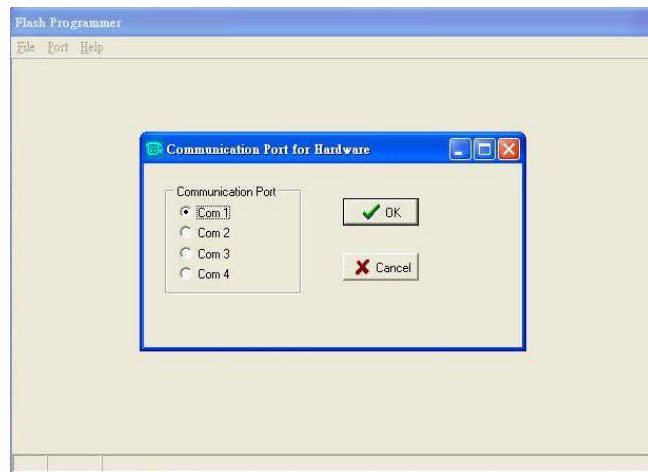 Flash Programmer
File Port Help
Communication Port for Hardware
Communication Port
Com 1
Com 2
Com 3
Com 4
OK
Cancel